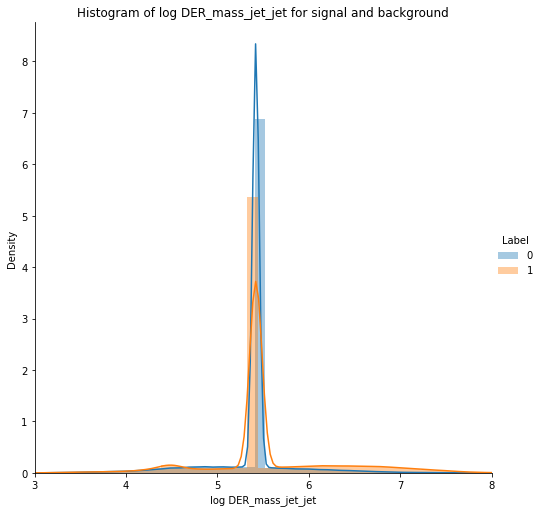 Histogram of log DER_mass_jet_jet for signal and background
8
7
6
5
4
3
2
1
0
Density
3 4 5 6 7 8
log DER_mass_jet_jet
Label
0
1